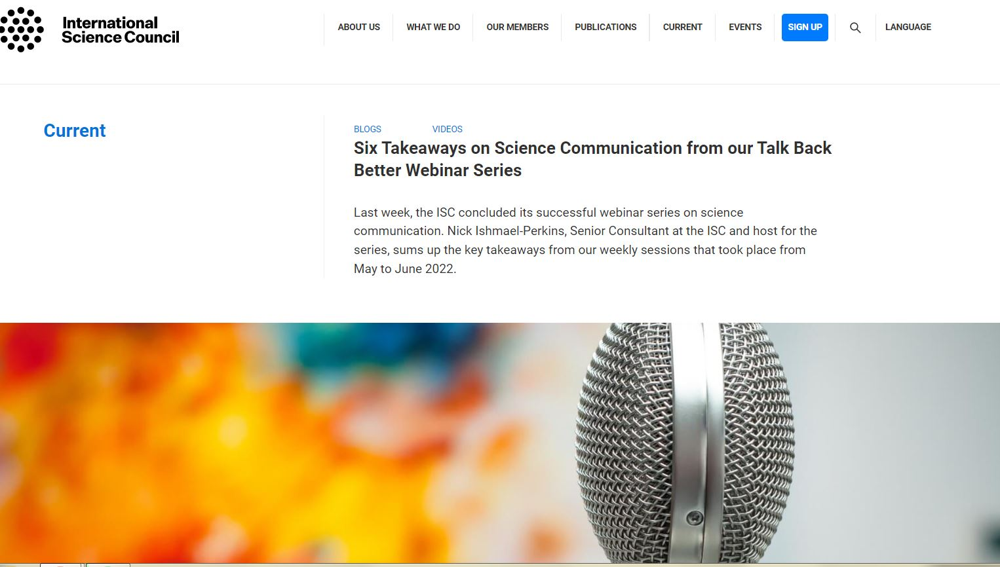 International
Science Council
ABOUT US
WHAT WE DO
OUR MEMBERS
PUBLICATIONS
CURRENT
EVENTS
SIGN UP
LANGUAGE
Current
BLOGS
VIDEOS
Six Takeaways on Science Communication from our Talk Back
Better Webinar Series
Last week, the ISC concluded its successful webinar series on science
communication. Nick Ishmael-Perkins, Senior Consultant at the ISC and host for the
series, sums up the key takeaways from our weekly sessions that took place from
May to June 2022.